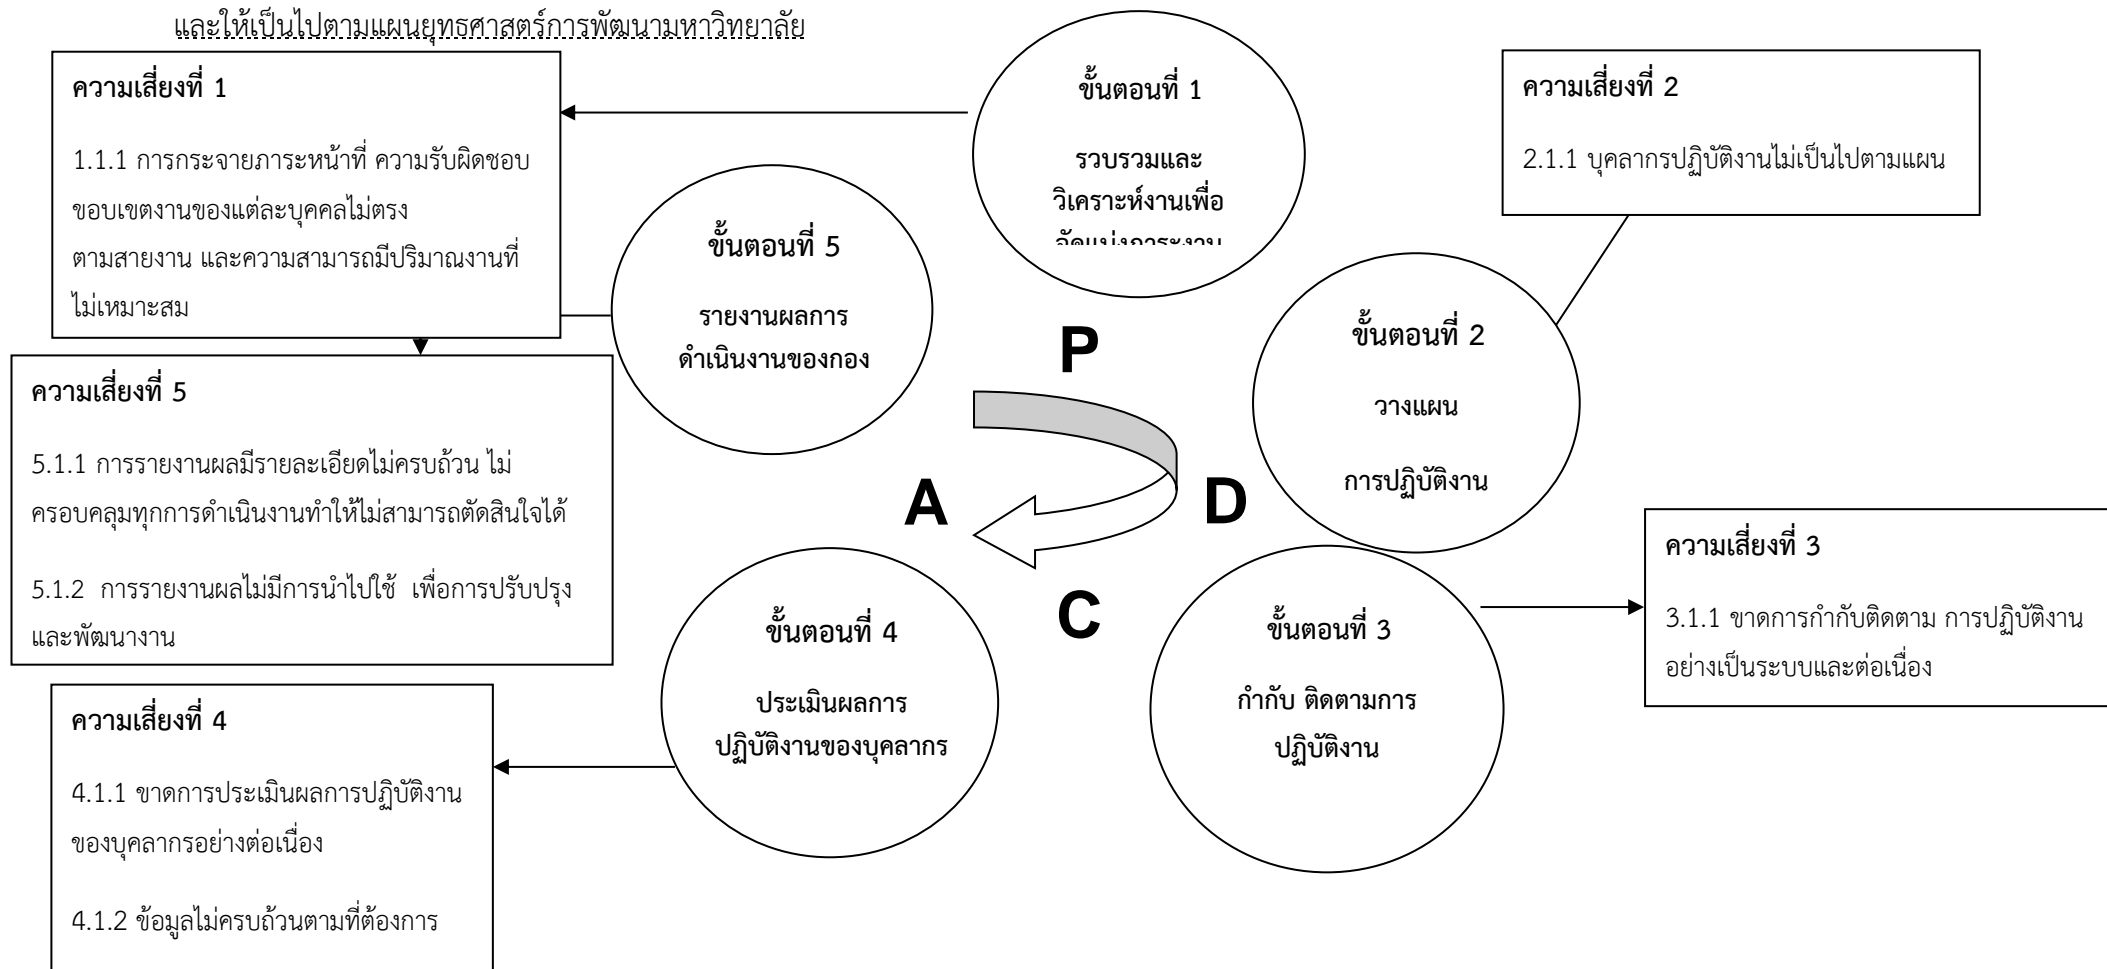 และให้เป็นไปตามแผนยุทธศาสตร์การพัฒนามหาวิทยาลัย
ความเสี่ยงที่ 1
1.1.1 การกระจายภาระหน้าที่ ความรับผิดชอบ
ขอบเขตงานของแต่ละบุคคลไม่ตรง
ตามสายงาน และความสามารถมีปริมาณงานที่
ไม่เหมาะสม
ขั้นตอนที่ 1
รวบรวมและ
วิเคราะห์งานเพื่อ
จัดแบ่งภาระงาน
ความเสี่ยงที่ 2
2.1.1 บุคลากรปฏิบัติงานไม่เป็นไปตามแผน
ขั้นตอนที่ 5
รายงานผลการ
ดำเนินงานของกอง
ขั้นตอนที่ 2
วางแผน
การปฏิบัติงาน
P
A
D
C
ความเสี่ยงที่ 5
5.1.1 การรายงานผลมีรายละเอียดไม่ครบถ้วน ไม่
ครอบคลุมทุกการดำเนินงานทำให้ไม่สามารถตัดสินใจได้
5.1.2 การรายงานผลไม่มีการนำไปใช้ เพื่อการปรับปรุง
และพัฒนางาน
ความเสี่ยงที่ 3
3.1.1 ขาดการกำกับติดตาม การปฏิบัติงาน
อย่างเป็นระบบและต่อเนื่อง
ขั้นตอนที่ 4
ประเมินผลการ
ปฏิบัติงานของบุคลากร
ขั้นตอนที่ 3
กำกับ ติดตามการ
ปฏิบัติงาน
ความเสี่ยงที่ 4
4.1.1 ขาดการประเมินผลการปฏิบัติงาน
ของบุคลากรอย่างต่อเนื่อง
4.1.2 ข้อมูลไม่ครบถ้วนตามที่ต้องการ